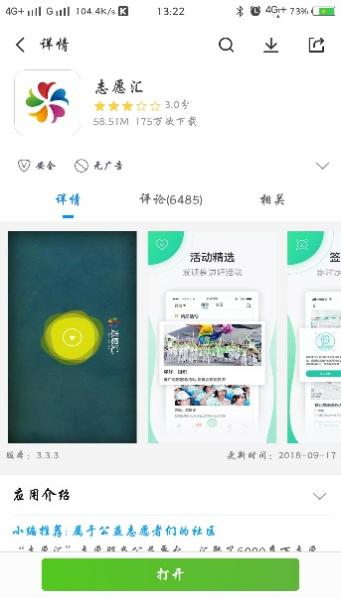 4G+ G 104.4K/s 13:22 4G+ 73%
详情
志愿汇
3.0分
58.51M 175万次下载
安全 无广告
详情 评论(6485) 相关
活动精选
发现身边好活动
志愿汇
版本: 3.3.3
更新时间: 2018-09-17
应用介绍
小编推荐: 属于公益志愿者们的社区
打开